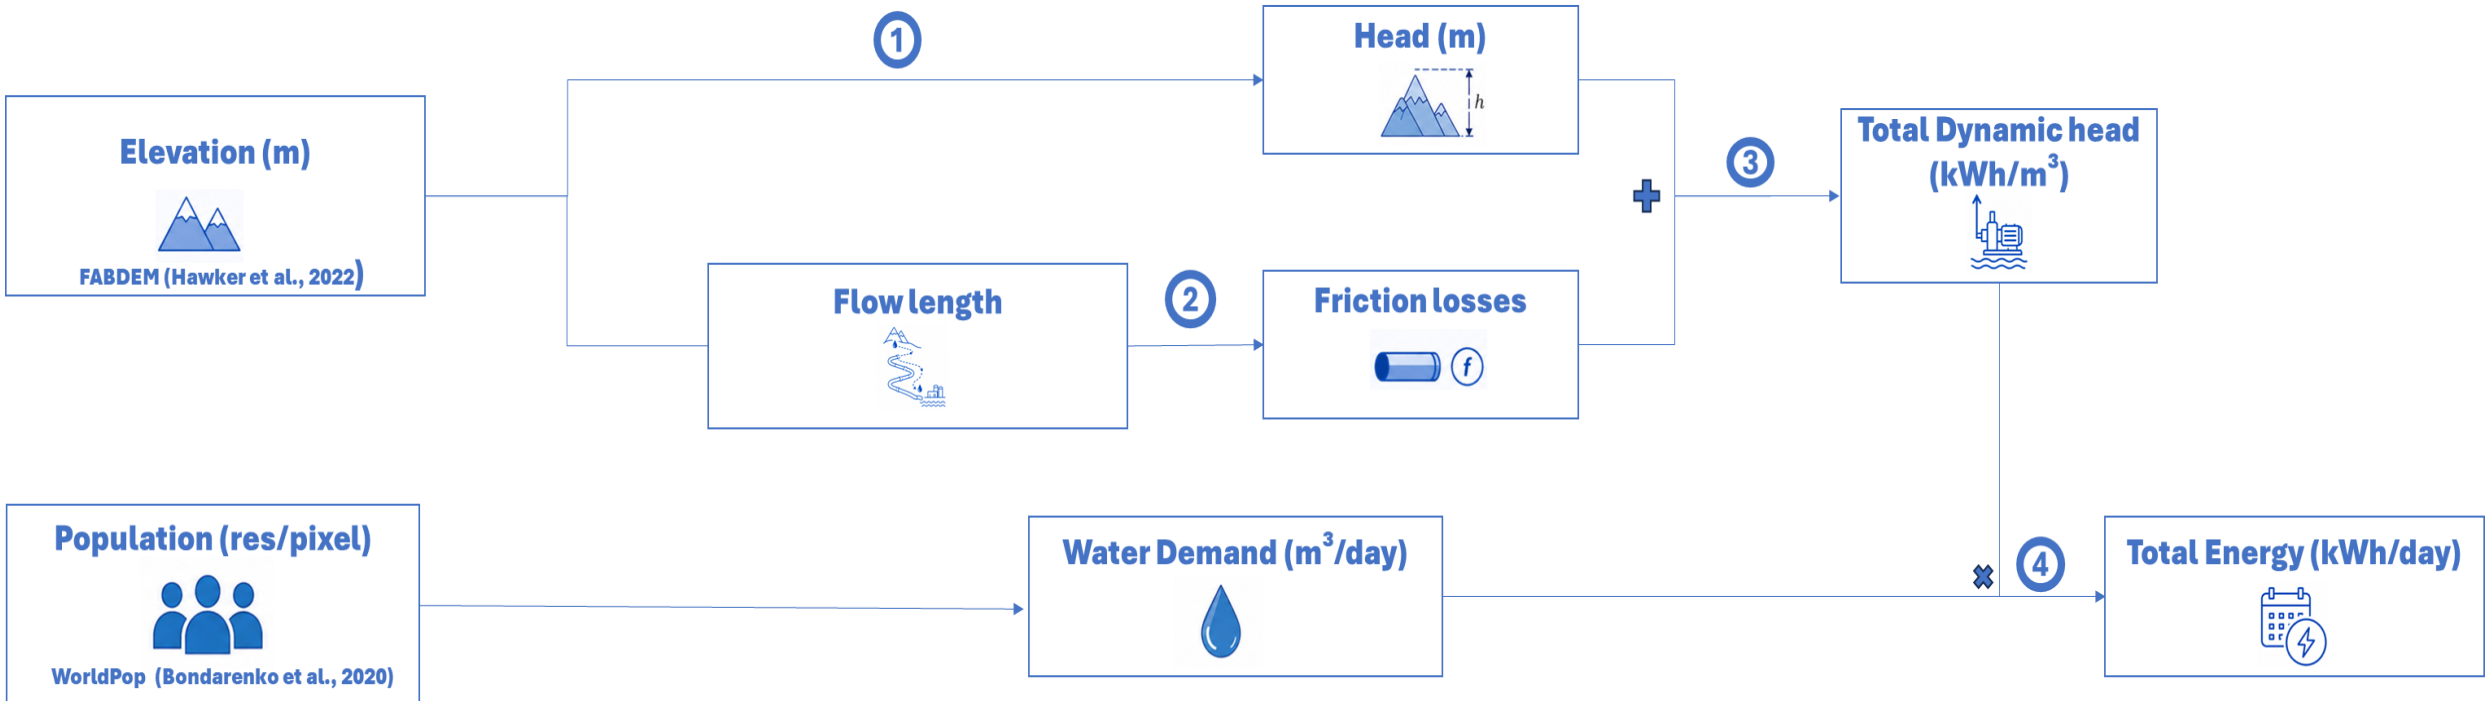 1
Head (m)
h
Elevation (m)
FABDEM (Hawker et al., 2022)
Total Dynamic head
(kWh/m³)
3
Flow length
2
Friction losses
f
Population (res/pixel)
WorldPop (Bondarenko et al., 2020)
Water Demand (m³/day)
4
Total Energy (kWh/day)